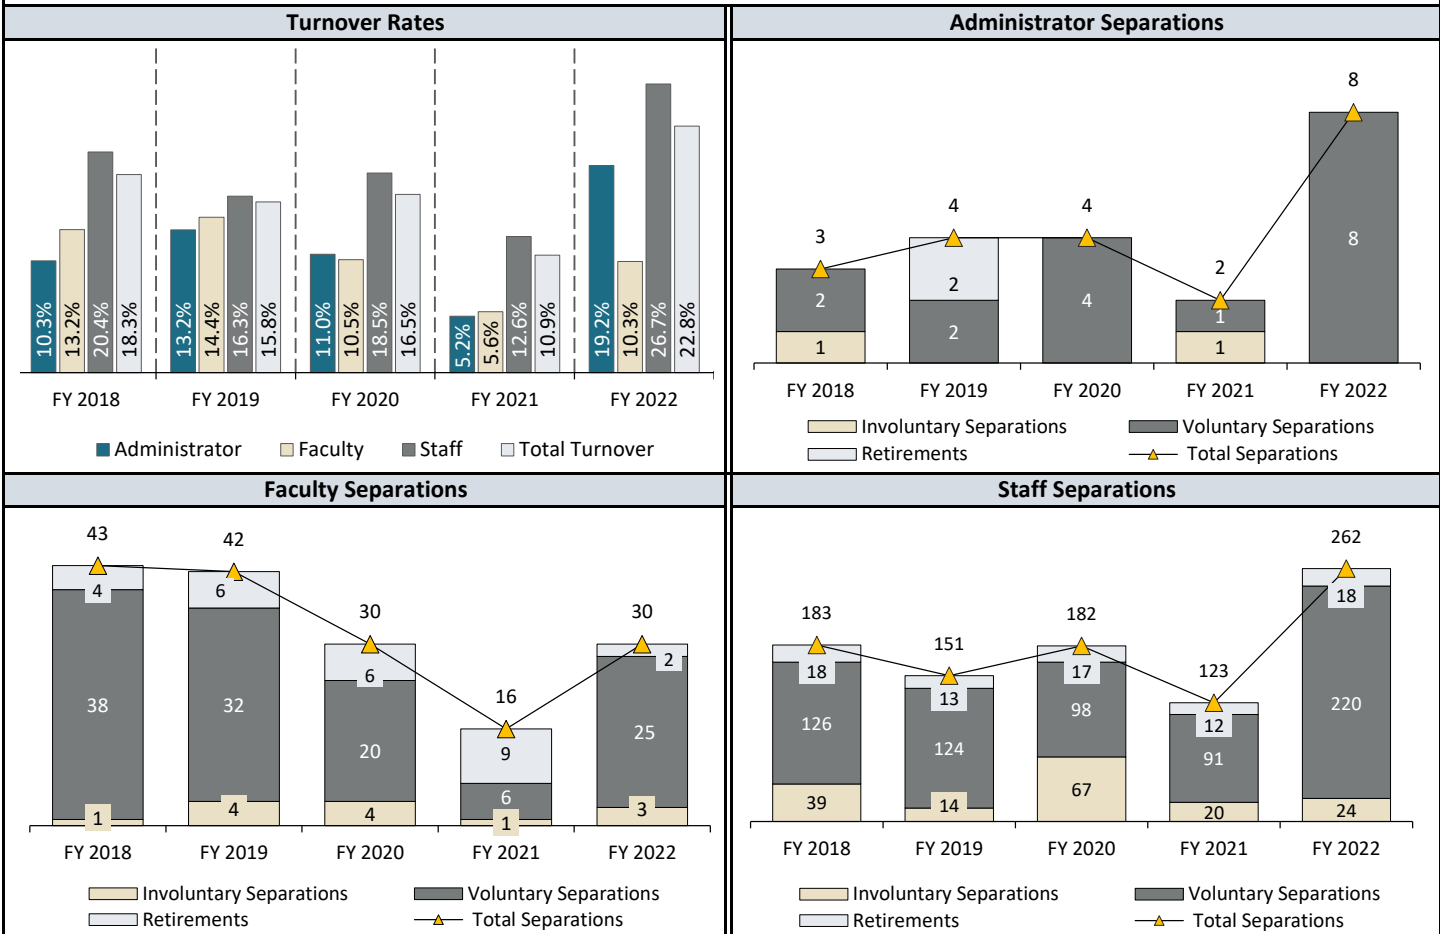 Turnover Rates
10.3% 13.2% 20.4% 18.3% 13.2% 14.4% 16.3% 15.8% 11.0% 10.5% 18.5% 16.5% 5.2% 5.6% 12.6% 10.9% 19.2% 10.3% 26.7% 22.8%
FY 2018 FY 2019 FY 2020 FY 2021 FY 2022
Administrator Faculty Staff Total Turnover
Administrator Separations
8
4 4
3
2
8
2
2 4 1
2
1 1
FY 2018 FY 2019 FY 2020 FY 2021 FY 2022
Involuntary Separations Voluntary Separations
Retirements Total Separations
Faculty Separations
43 42
30 30
16
4 6
6 2
9
38 32
20 25
6
1 4 4 1 3
FY 2018 FY 2019 FY 2020 FY 2021 FY 2022
Involuntary Separations Voluntary Separations
Retirements Total Separations
Staff Separations
262
183 182
151
123
18
18 17
13
12
220
126 98
124 91
39 67
14 20 24
FY 2018 FY 2019 FY 2020 FY 2021 FY 2022
Involuntary Separations Voluntary Separations
Retirements Total Separations